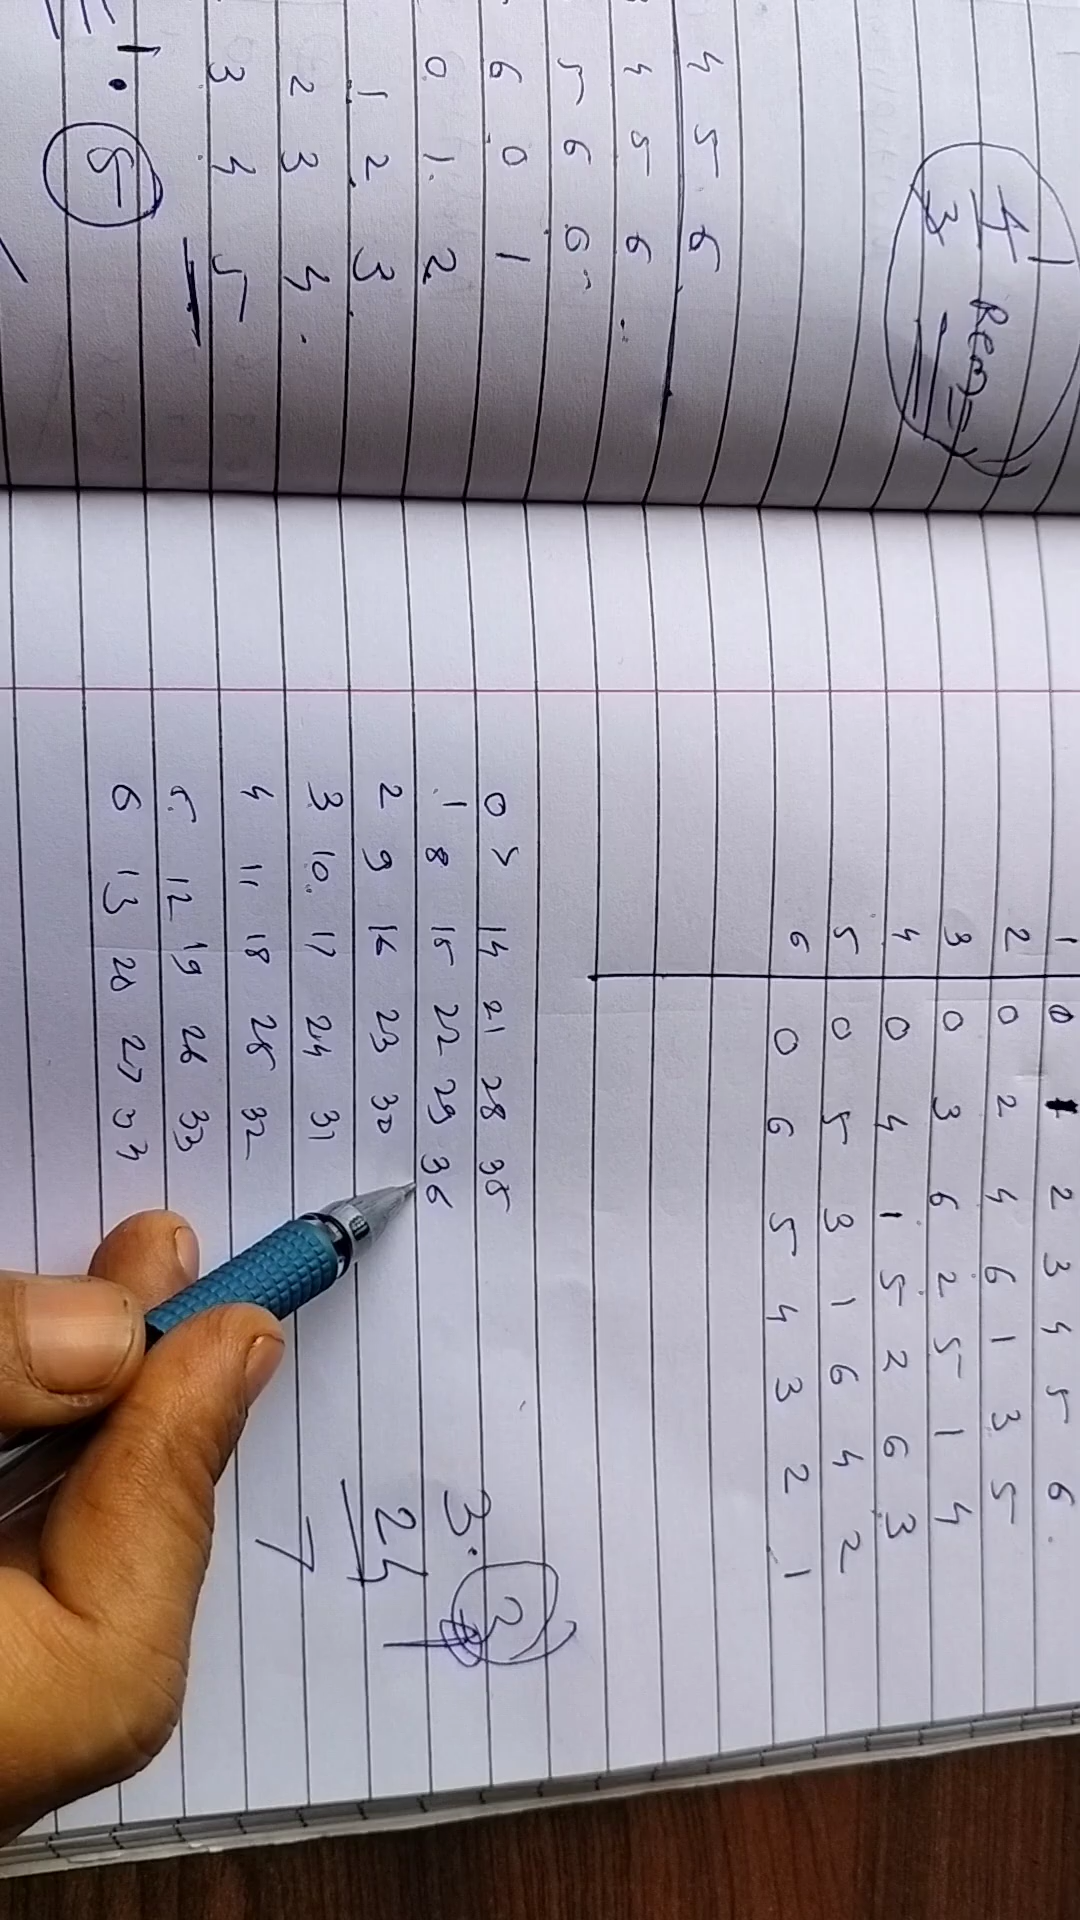 Rem
4 5 6
4 5 6
5 6 6
6 0 1
0 1 2
1 2 3
2 3 4
3 4 5
5
1 0 1 2 3 4 5 6
2 0 2 4 6 1 3 5
3 0 3 6 2 5 1 4
4 0 4 1 5 2 6 3
5 0 5 3 1 6 4 2
6 0 6 5 4 3 2 1
0 7 14 21 28 35
1 8 15 22 29 36
2 9 16 23 30
3 10 17 24 31
4 11 18 25 32
5 12 19 26 33
6 13 20 27 34
3. 3
7